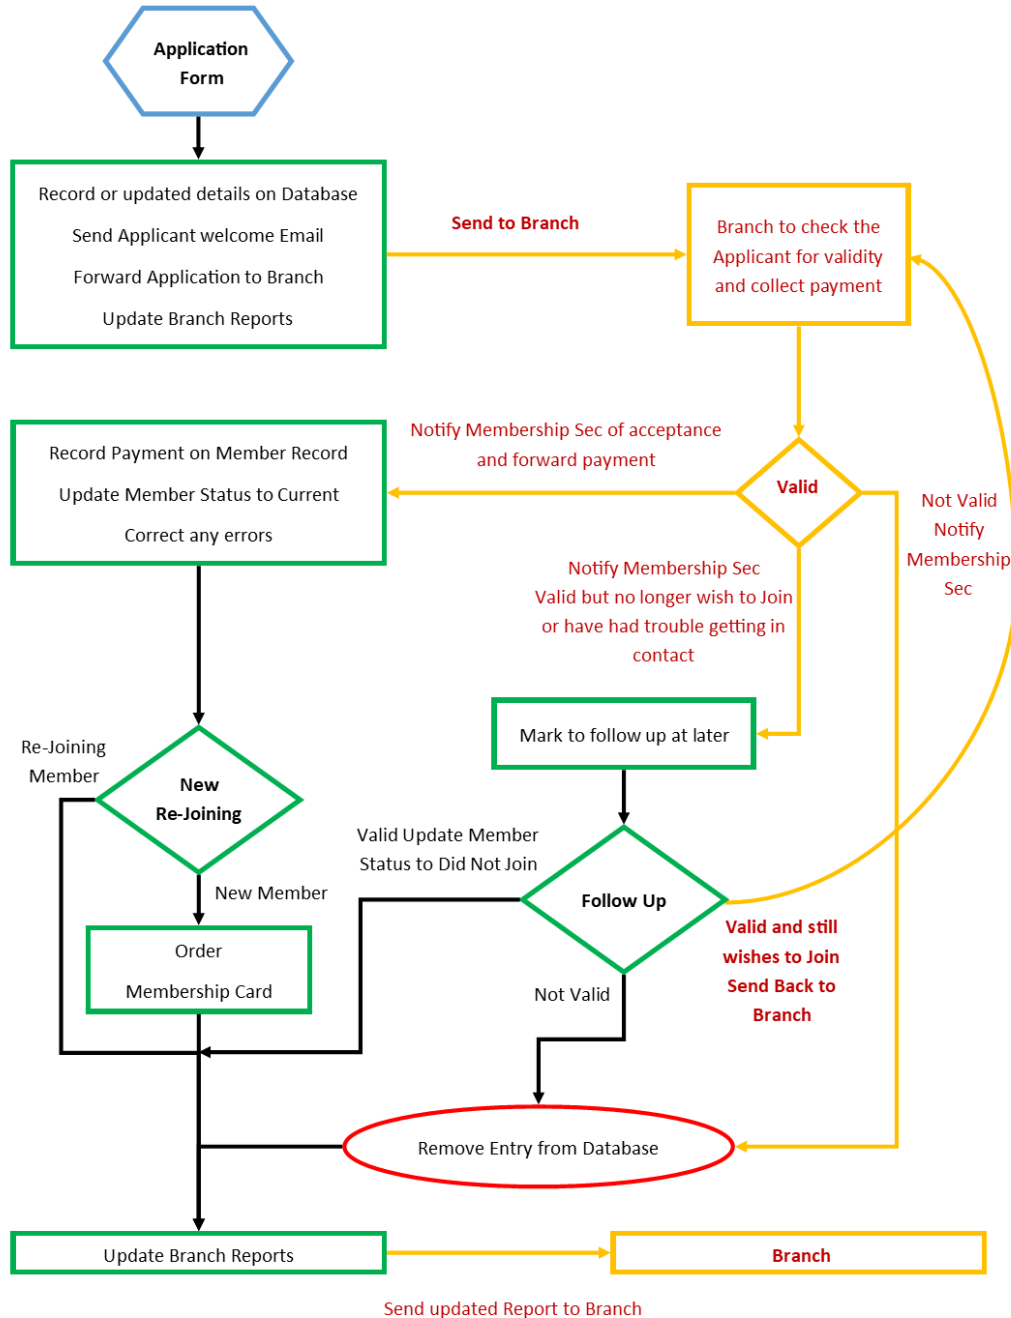 Application
Form
Record or updated details on Database
Send Applicant welcome Email
Forward Application to Branch
Update Branch Reports
Send to Branch
Branch to check the
Applicant for validity
and collect payment
Record Payment on Member Record
Update Member Status to Current
Correct any errors
Notify Membership Sec of acceptance
and forward payment
Valid
Not Valid
Notify
Membership
Sec
Notify Membership Sec
Valid but no longer wish to Join
or have had trouble getting in
contact
Mark to follow up at later
Re-Joining
Member
New
Re-Joining
New Member
Order
Membership Card
Valid Update Member
Status to Did Not Join
Follow Up
Valid and still
wishes to Join
Send Back to
Branch
Not Valid
Remove Entry from Database
Update Branch Reports
Branch
Send updated Report to Branch